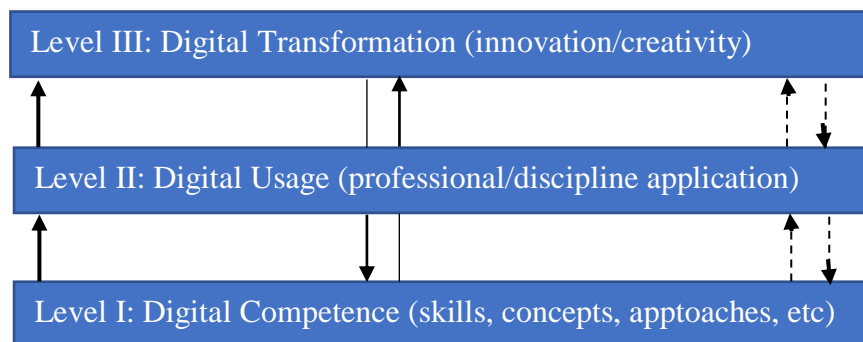 Level III: Digital Transformation (innovation/creativity)
Level II: Digital Usage (professional/discipline application)
Level I: Digital Competence (skills, concepts, apptoaches, etc)